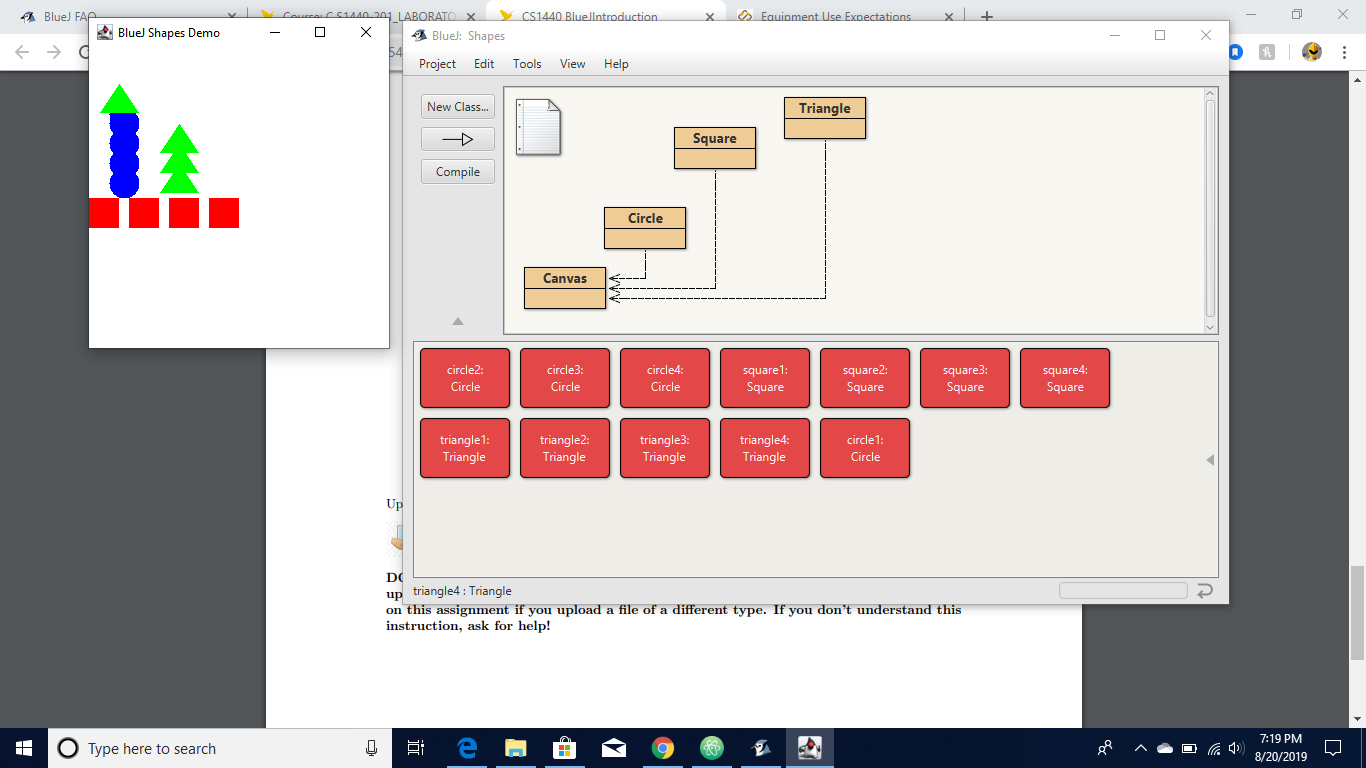 BlueJ FAQ
Course: C S1440-201_LABORATO
CS1440 BlueJIntroduction
Equipment Use Expectations
BlueJ Shapes Demo
BlueJ: Shapes
Project Edit Tools View Help
New Class...
Compile
Triangle
Square
Circle
Canvas
circle2:
Circle
circle3:
Circle
circle4:
Circle
square1:
Square
square2:
Square
square3:
Square
square4:
Square
triangle1:
Triangle
triangle2:
Triangle
triangle3:
Triangle
triangle4:
Triangle
circle1:
Circle
triangle4 : Triangle
on this assignment if you upload a file of a different type. If you don't understand this
instruction, ask for help!
Type here to search
7:19 PM
8/20/2019